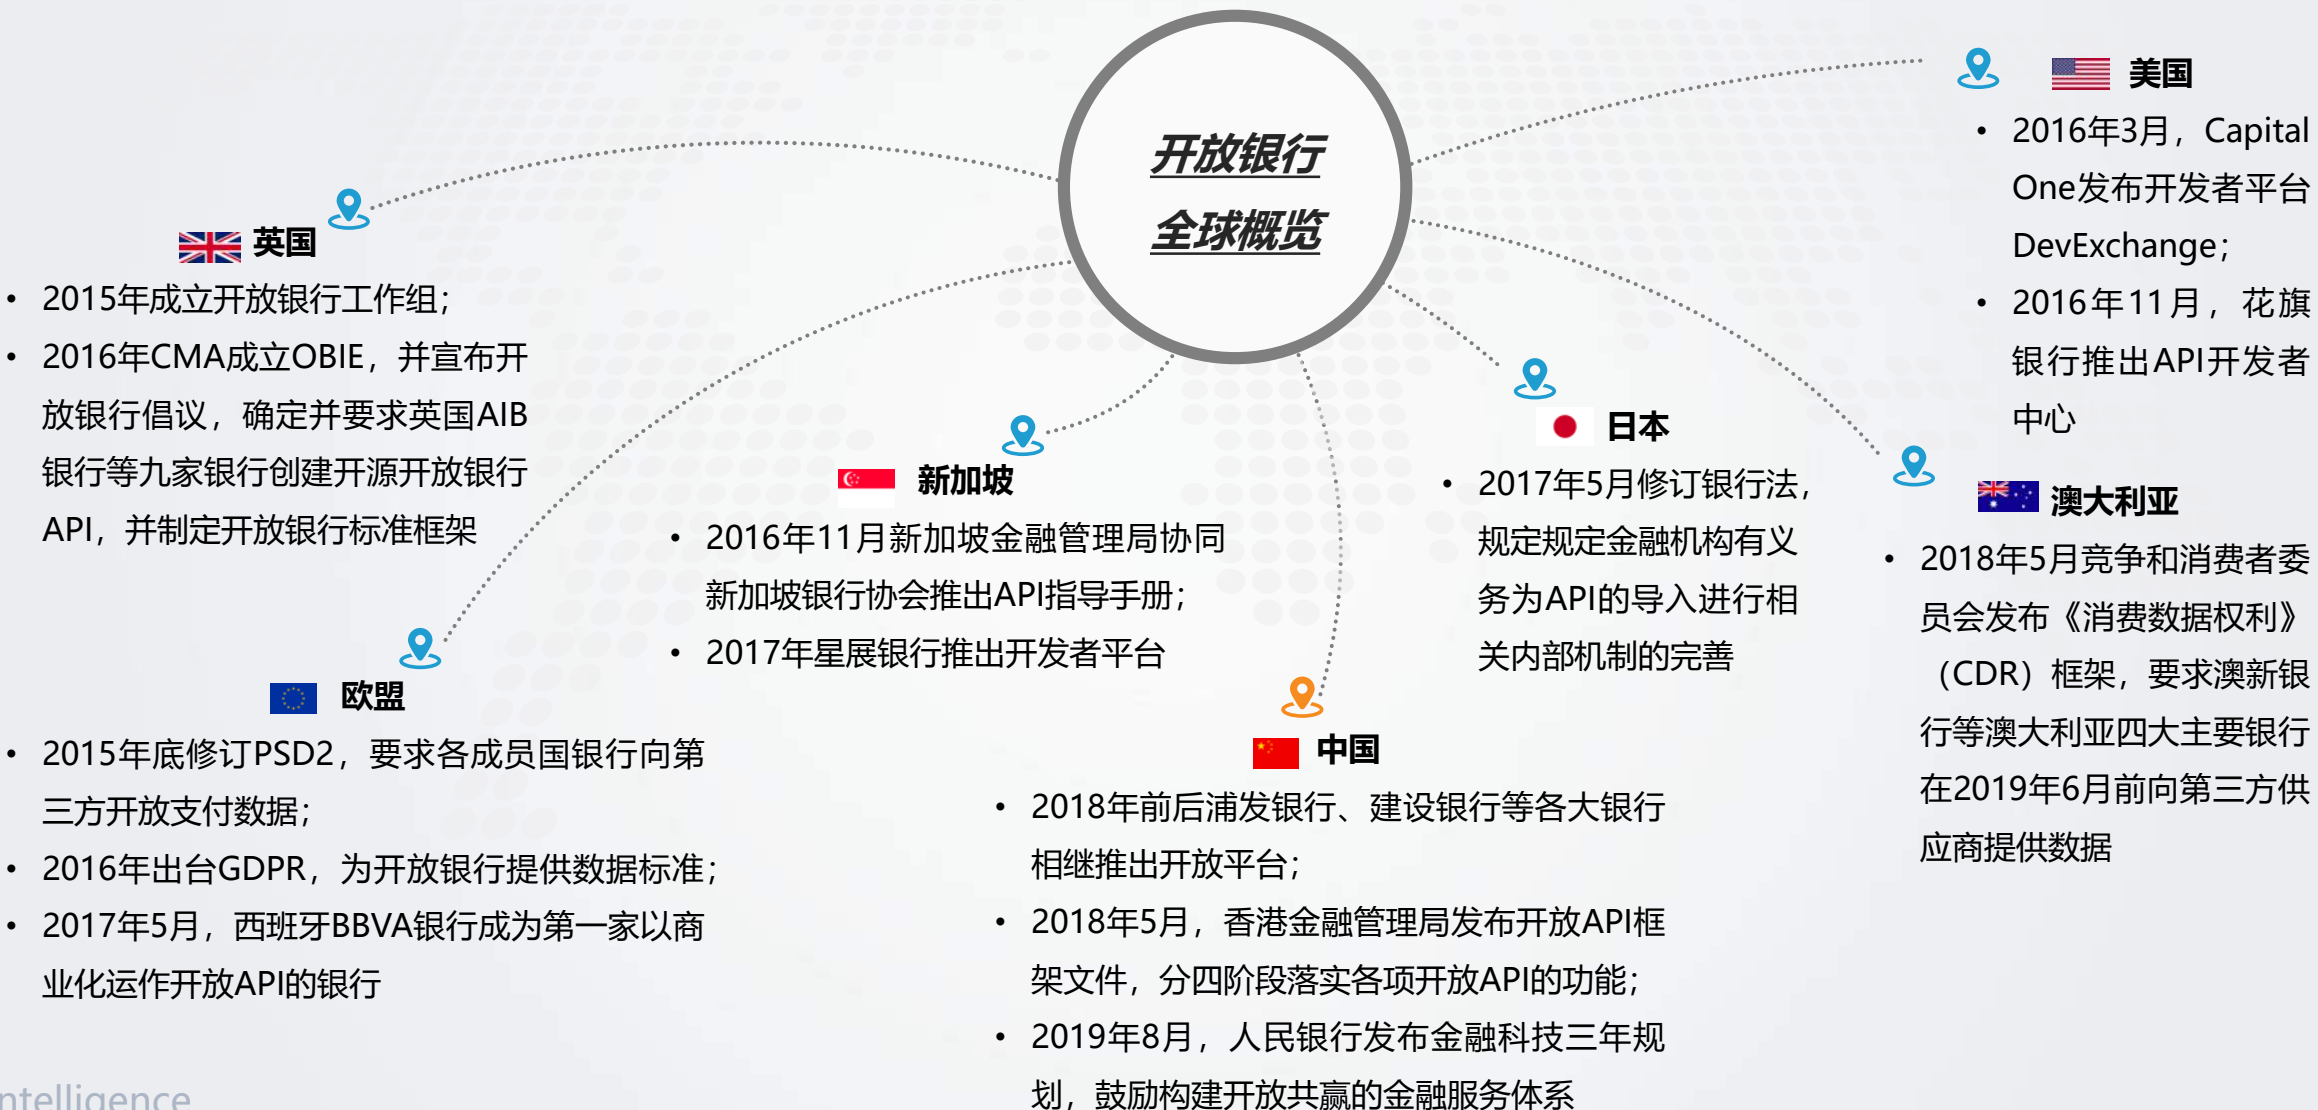 开放银行
全球概览
英国
• 2015年成立开放银行工作组；
• 2016年CMA成立OBIE，并宣布开
放银行倡议，确定并要求英国AIB
银行等九家银行创建开源开放银行
API，并制定开放银行标准框架
欧盟
• 2015年底修订PSD2，要求各成员国银行向第
三方开放支付数据；
• 2016年出台GDPR，为开放银行提供数据标准；
• 2017年5月，西班牙BBVA银行成为第一家以商
业化运作开放API的银行
新加坡
• 2016年11月新加坡金融管理局协同
新加坡银行协会推出API指导手册；
• 2017年星展银行推出开发者平台
中国
• 2018年前后浦发银行、建设银行等各大银行
相继推出开放平台；
• 2018年5月，香港金融管理局发布开放API框
架文件，分四阶段落实各项开放API的功能；
• 2019年8月，人民银行发布金融科技三年规
划，鼓励构建开放共赢的金融服务体系
日本
• 2017年5月修订银行法，
规定规定金融机构有义
务为API的导入进行相
关内部机制的完善
美国
• 2016年3月，Capital
One发布开发者平台
DevExchange；
• 2016年11月，花旗
银行推出API开发者
中心
澳大利亚
• 2018年5月竞争和消费者委
员会发布《消费数据权利》
（CDR）框架，要求澳新银
行等澳大利亚四大主要银行
在2019年6月前向第三方供
应商提供数据
ntelligence